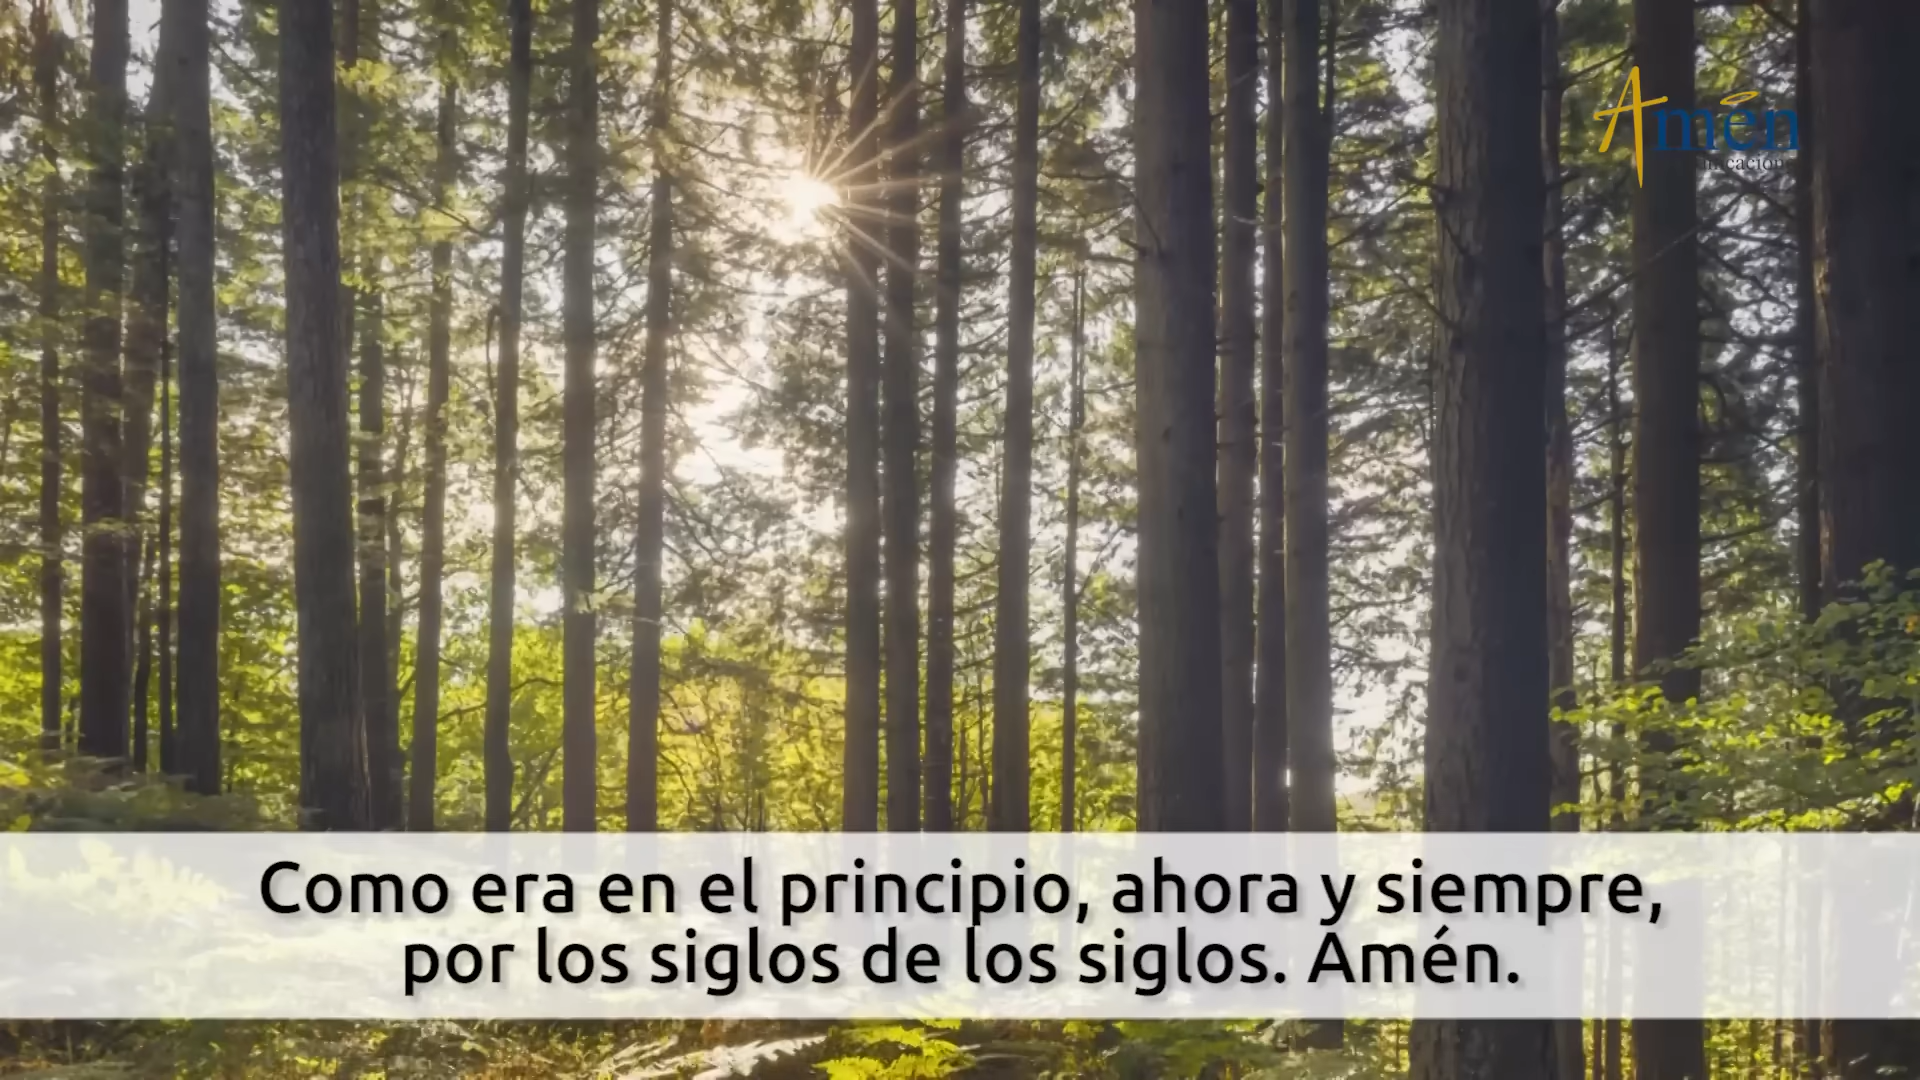 Amén
Como era en el principio, ahora y siempre,
por los siglos de los siglos. Amén.